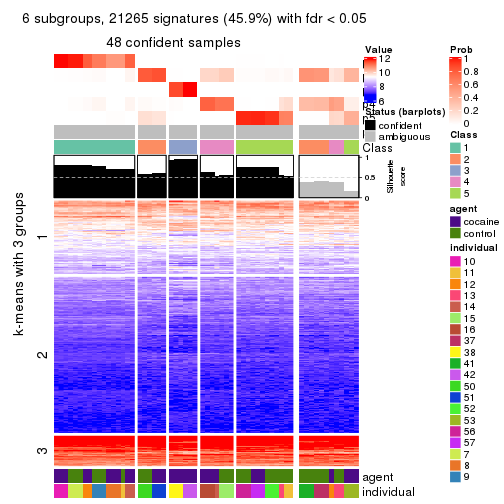 6 subgroups, 21265 signatures (45.9%) with fdr < 0.05
48 confident samples
k-means with 3 groups
1
2
3
Class
1
0.5
0
Silhouette
score
agent
individual
Value
12
10
8
6
Status (barplots)
confident
ambiguous
Prob
1
0.8
0.6
0.4
0.2
0
Class
1
2
3
4
5
agent
cocaine
control
individual
10
11
12
13
14
15
16
37
38
41
42
50
51
52
53
56
57
7
8
9